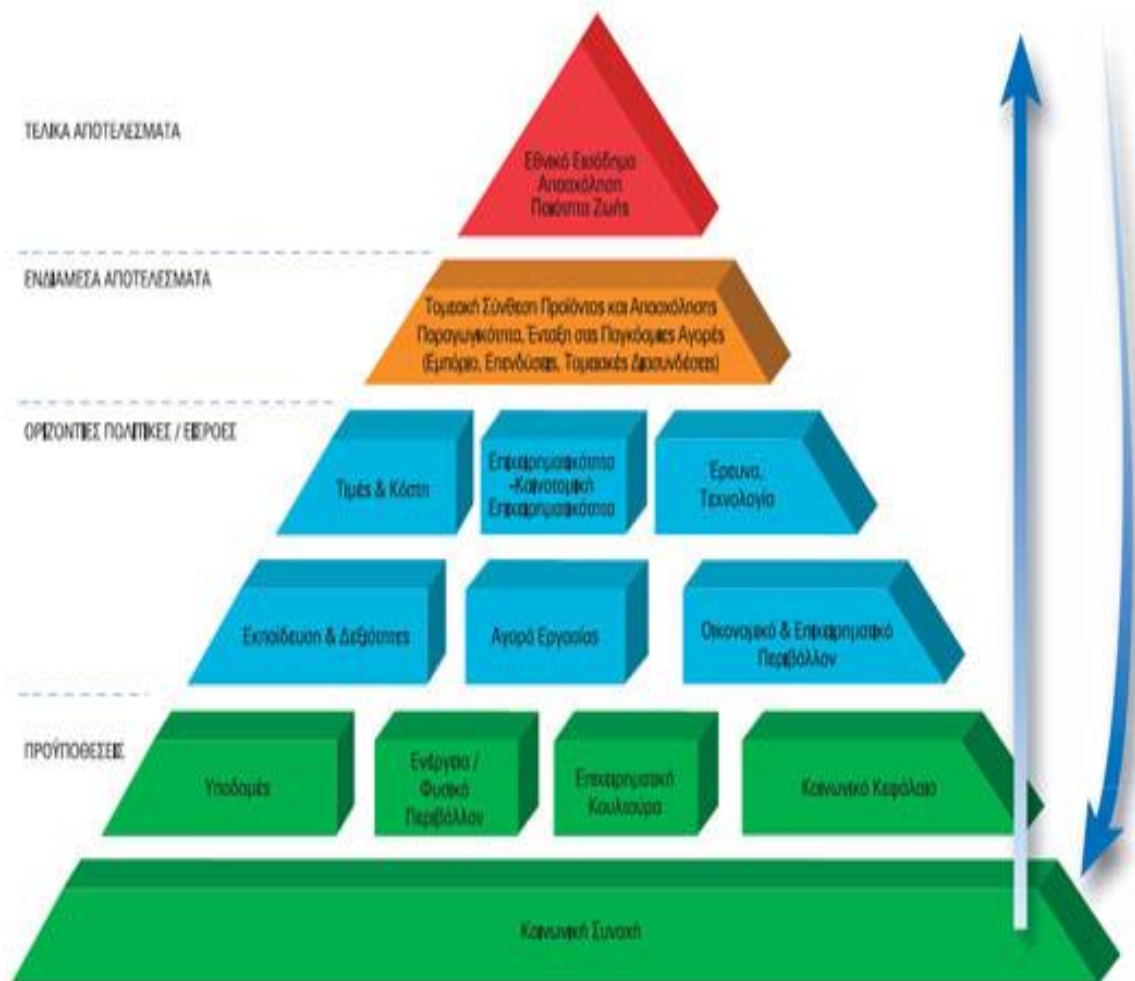 ΤΕΛΙΚΑ ΑΠΟΤΕΛΕΣΜΑΤΑ
Εθνικό Εισόδημα
Απασχόληση
Ποιότητα Ζωής
ΕΝΔΙΑΜΕΣΑ ΑΠΟΤΕΛΕΣΜΑΤΑ
Τομεακή Σύνθεση Προϊόντος και Απασχόλησης
Παραγωγικότητα, Ένταξη στις Παγκόσμιες Αγορές
(Εμπόριο, Επενδύσεις, Τομεακές Διασυνδέσεις)
ΟΡΙΖΟΝΤΙΕΣ ΠΟΛΙΤΙΚΕΣ / ΕΙΣΡΟΕΣ
Τιμές & Κόστη
Επιχειρηματικότητα
-Καινοτομική
Επιχειρηματικότητα
Έρευνα,
Τεχνολογία
Εκπαίδευση & Δεξιότητες
Αγορά Εργασίας
Οικονομικό & Επιχειρηματικό
Περιβάλλον
ΠΡΟΫΠΟΘΕΣΕΙΣ
Υποδομές
Ενέργεια /
Φυσικό
Περιβάλλον
Επιχειρηματική
Κουλτούρα
Κοινωνικό Κεφάλαιο
Κοινωνική Συνοχή